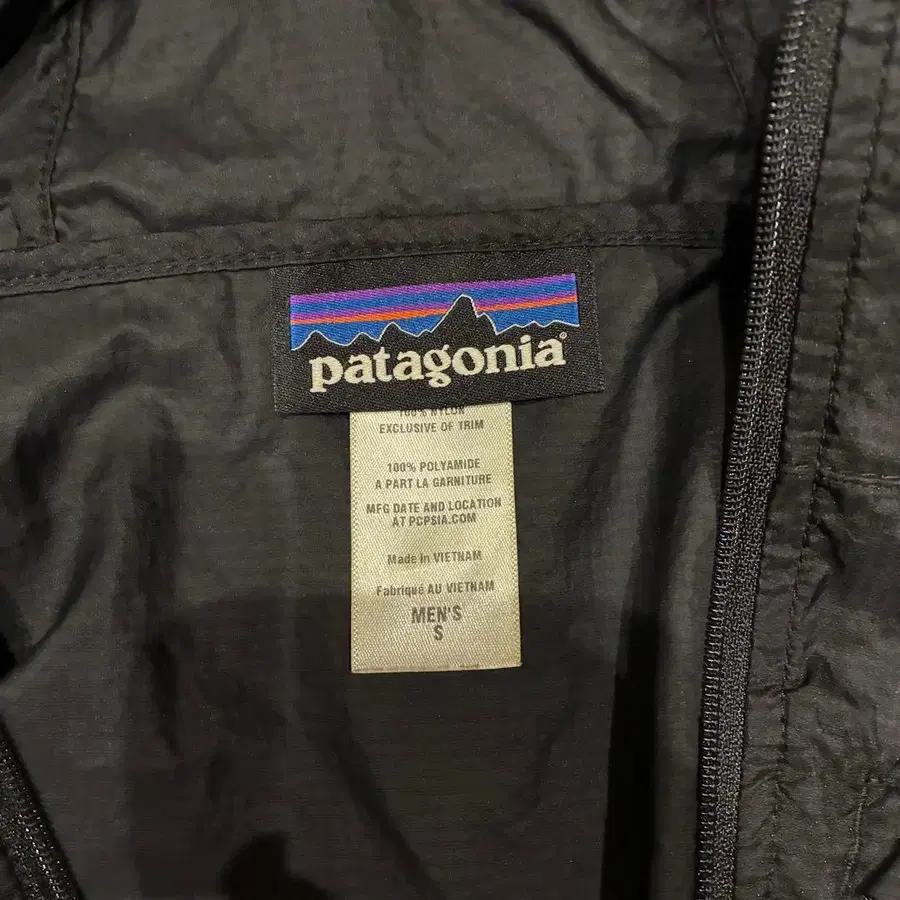 patagonia®
100% NYLON
EXCLUSIVE OF TRIM
100% POLYAMIDE
A PART LA GARNITURE
MFG DATE AND LOCATION
AT PCPSIA.COM
Made in VIETNAM
Fabriqué AU VIETNAM
MEN'S
S